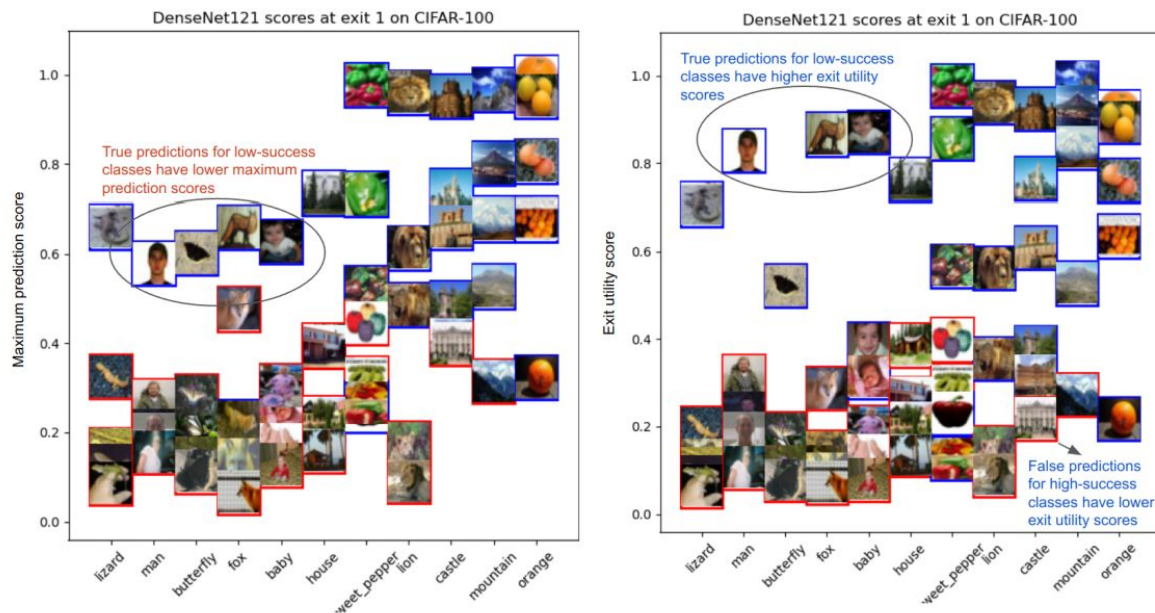 DenseNet121 scores at exit 1 on CIFAR-100
Maximum prediction score
1.0
0.8
0.6
0.4
0.2
0.0
True predictions for low-success
classes have lower maximum
prediction scores
lizard
man
butterfly
fox
baby
house
weet_pepper
lion
castle
mountain
orange
DenseNet121 scores at exit 1 on CIFAR-100
Exit utility score
1.0
0.8
0.6
0.4
0.2
0.0
True predictions for low-success
classes have higher exit utility
scores
False predictions
for high-success
classes have lower
exit utility scores
lizard
man
butterfly
fox
baby
house
weet_pepper
lion
castle
mountain
orange